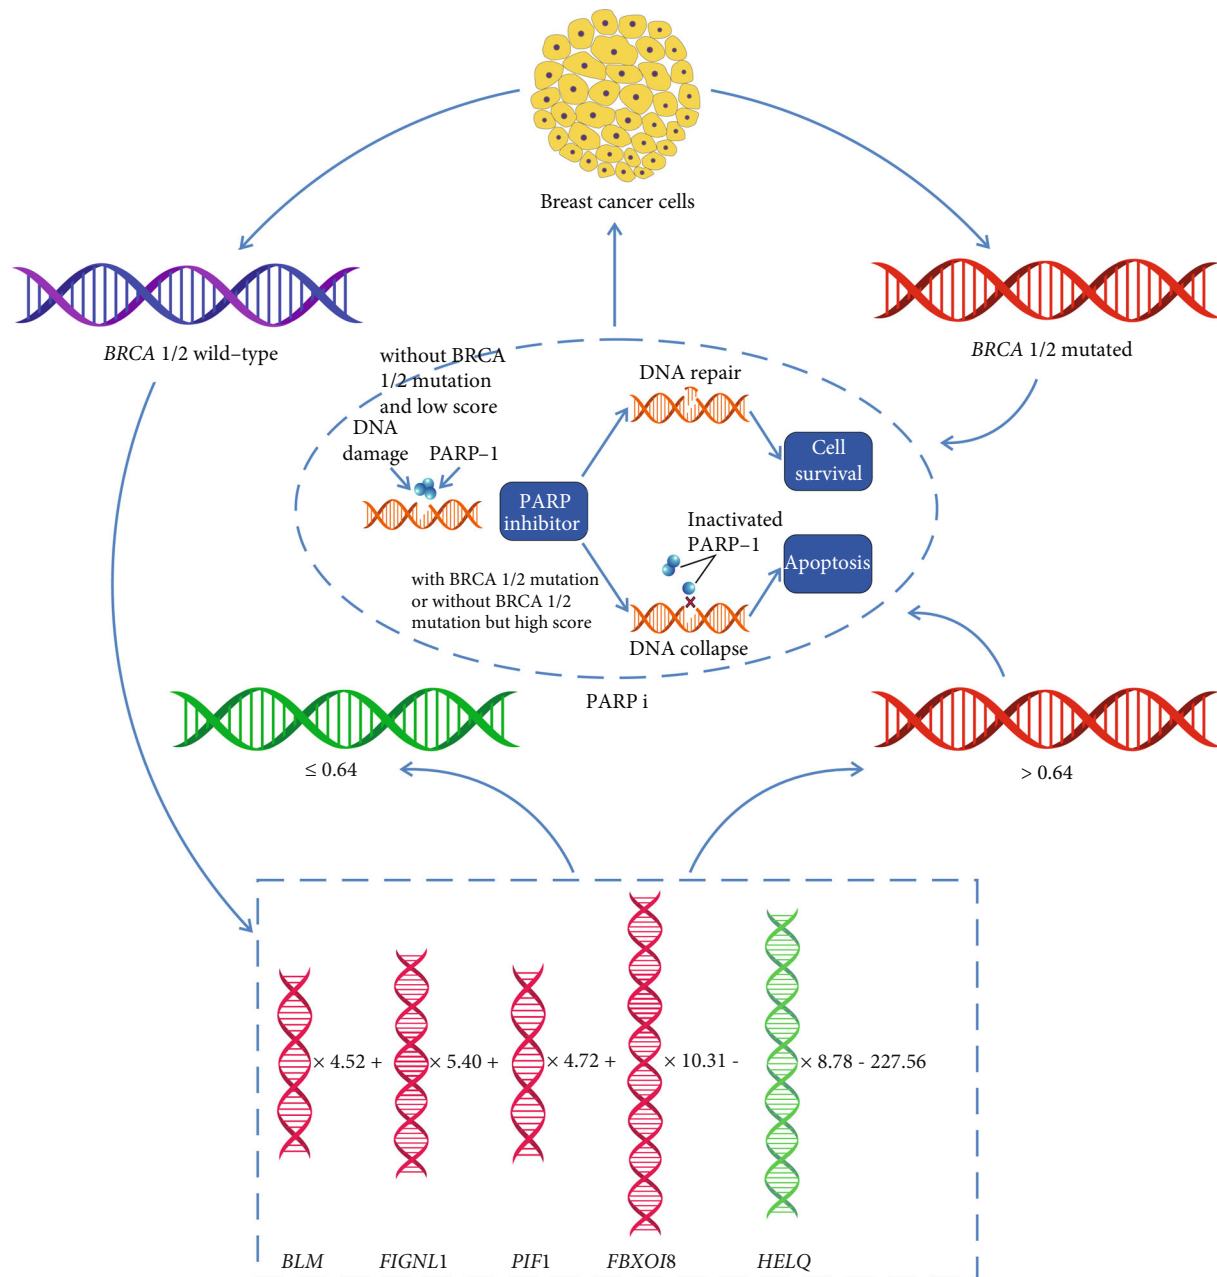 Breast cancer cells
BRCA 1/2 wild–type
BRCA 1/2 mutated
without BRCA
1/2 mutation
and low score
DNA
damage
PARP–1
PARP
inhibitor
DNA repair
Cell
survival
Inactivated
PARP–1
Apoptosis
with BRCA 1/2 mutation
or without BRCA 1/2
mutation but high score
DNA collapse
PARP i
≤ 0.64
> 0.64
× 4.52 + × 5.40 + × 4.72 + × 10.31 - × 8.78 - 227.56
BLM FIGNL1 PIF1 FBXOI8 HELQ